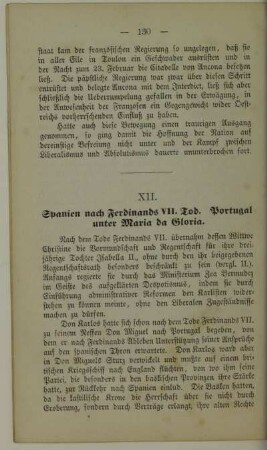 — 130 —
staat kam der französischen Regierung so ungelegen, daß sie
in aller Eile in Toulon ein Geschwader ausrüsten und in
der Nacht zum 23. Februar die Citadelle von Ancona besetzen
ließ. Die päpstliche Regierung war zwar über diesen Schritt
entrüstet und belegte Ancona mit dem Interdict, ließ sich aber
schließlich die Ueberrumpelung gefallen in der Erwägung, in
der Anwesenheit der Franzosen ein Gegengewicht wider Oest-
reichs vorherrschenden Einfluß zu haben.
Hatte auch diese Bewegung einen traurigen Ausgang
genommen, so ging damit die Hoffnung der Nation auf
dereinstige Befreiung nicht unter und der Kampf zwischen
Liberalismus und Absolutismus dauerte ununterbrochen fort.
XII.
Spanien nach Ferdinands VII. Tod. Portugal
unter Maria da Gloria.
Nach dem Tode Ferdinands VII. übernahm dessen Wittwe
Christine die Vormundschaft und Regentschaft für ihre drei-
jährige Tochter Isabella II., ohne durch den ihr beigegebenen
Regentschaftsrath besonders beschränkt zu sein (vergl. II.).
Anfangs regierte sie durch das Ministerium Zea Bermudez
im Geiste des aufgeklärten Despotismus, indem sie durch
Einführung administrativer Reformen den Karlisten wider-
stehen zu können meinte, ohne den Liberalen Zugeständnisse
machen zu dürfen.
Don Karlos hatte sich schon vor dem Tode Ferdinands VII.
zu seinem Neffen Don Miguel nach Portugal begeben, von
dem er nach Ferdinands Ableben Unterstützung seiner Ansprüche
auf den spanischen Thron erwartete. Don Karlos ward aber
in Don Miguels Sturz verwickelt und mußte auf einem bri-
tischen Kriegsschiff nach England flüchten, von wo ihm seine
Partei, die besonders in den baskischen Provinzen ihre Stärke
hatte, zur Rückkehr nach Spanien einlud. Die Basken hatten,
da die kastilische Krone die Herrschaft über sie nicht durch
Eroberung, sondern durch Verträge erlangt, ihre alten Rechte